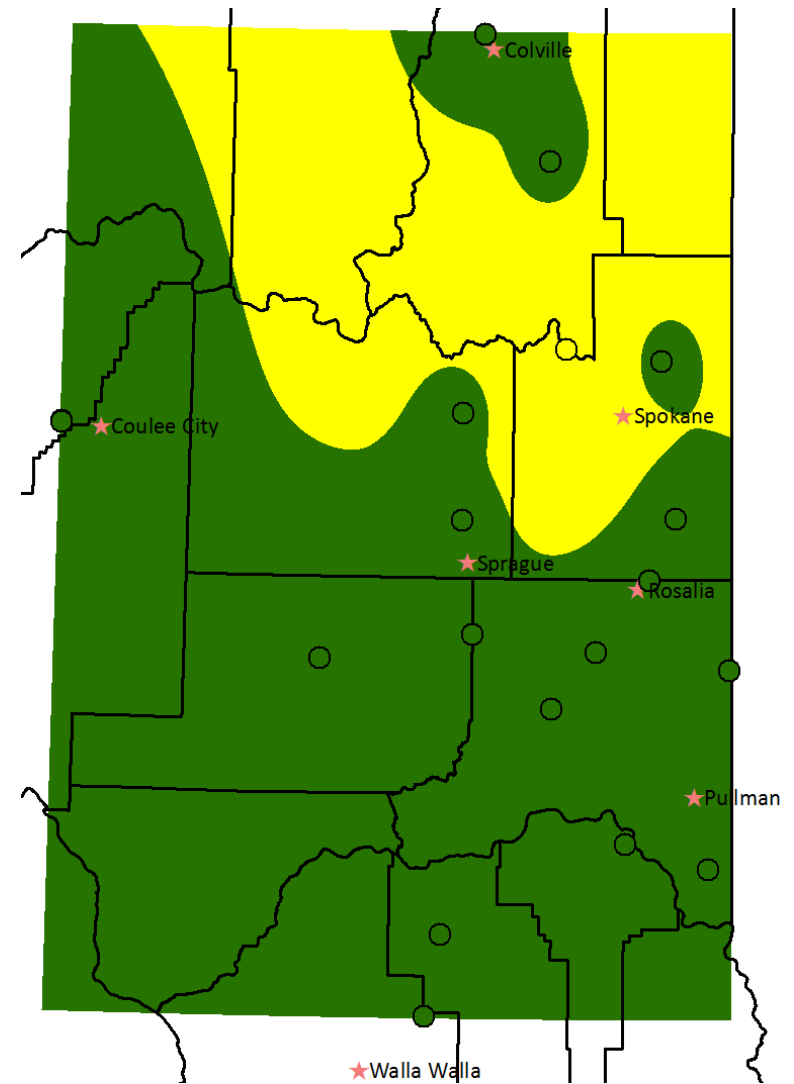 Colville
Spokane
Coulee City
Sprague
Rosalia
Pullman
Walla Walla